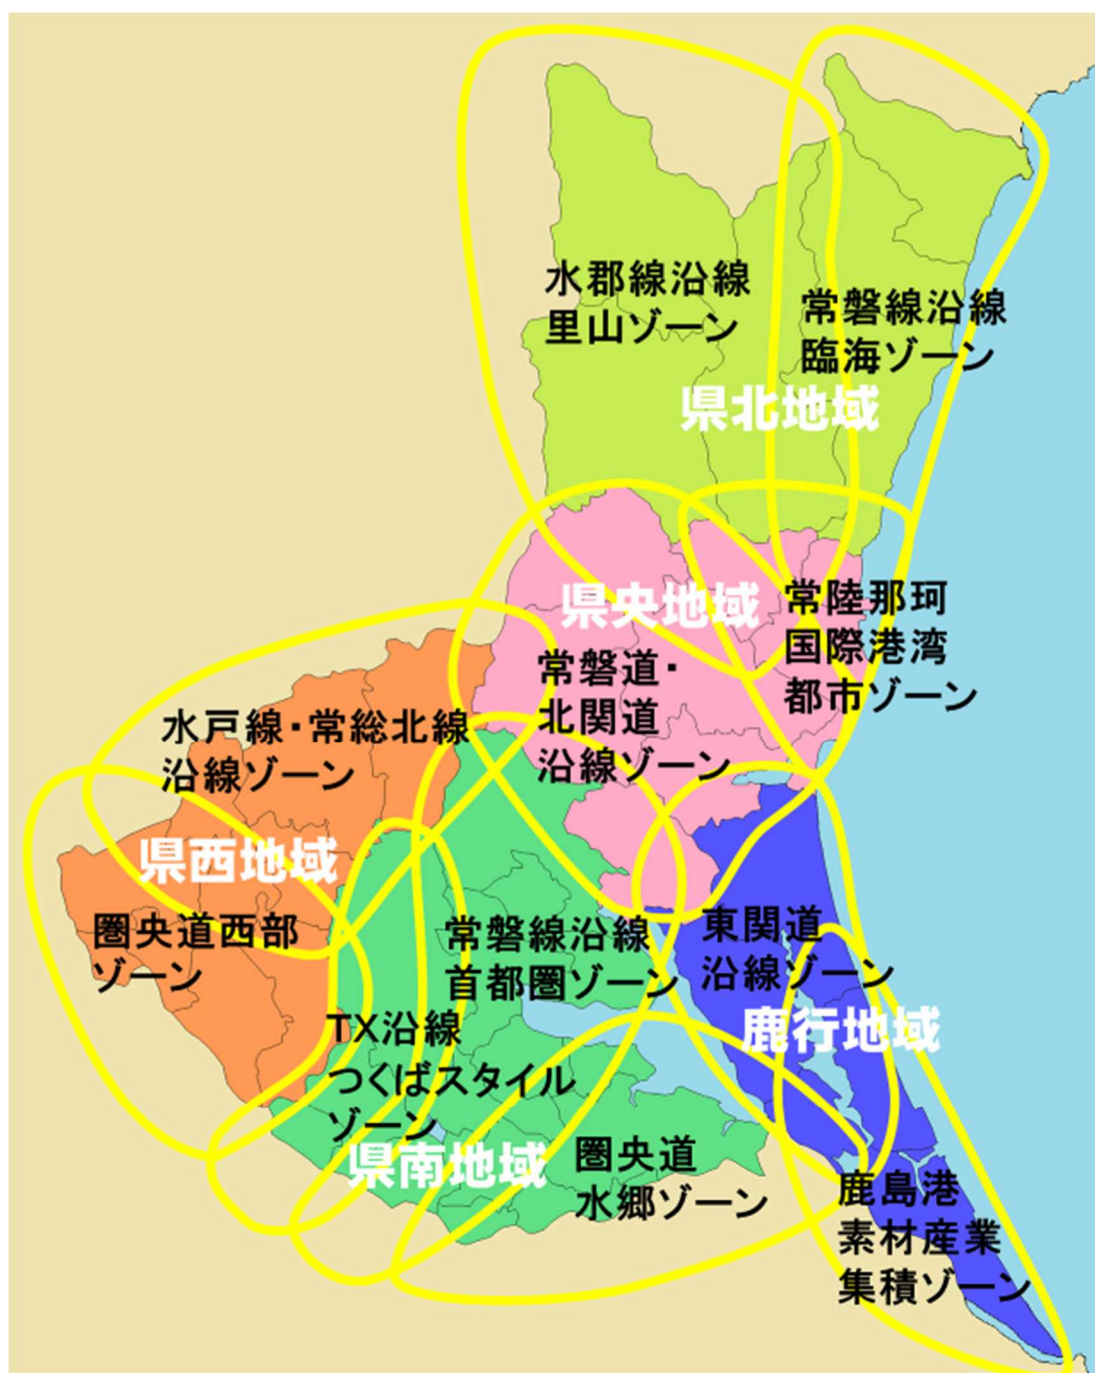 水郡線沿線
里山ゾーン
常磐線沿線
臨海ゾーン
県北地域
県央地域
常陸那珂
国際港湾
都市ゾーン
常磐道・
北関道
沿線ゾーン
水戸線・常総北線
沿線ゾーン
県西地域
圏央道西部
ゾーン
常磐線沿線
首都圏ゾーン
東関道
沿線ゾーン
鹿行地域
TX沿線
つくばスタイル
ゾーン
県南地域
圏央道
水郷ゾーン
鹿島港
素材産業
集積ゾーン